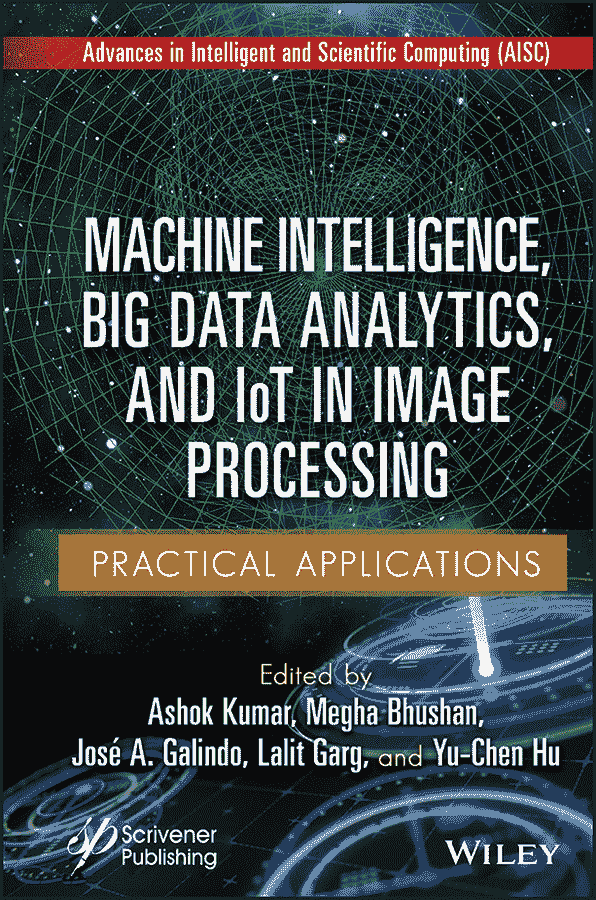 Advances in Intelligent and Scientific Computing (AISC)
MACHINE INTELLIGENCE,
BIG DATA ANALYTICS,
AND IoT IN IMAGE
PROCESSING
PRACTICAL APPLICATIONS
Edited by
Ashok Kumar, Megha Bhushan,
José A. Galindo, Lalit Garg, and Yu-Chen Hu
Scrivener
Publishing
WILEY